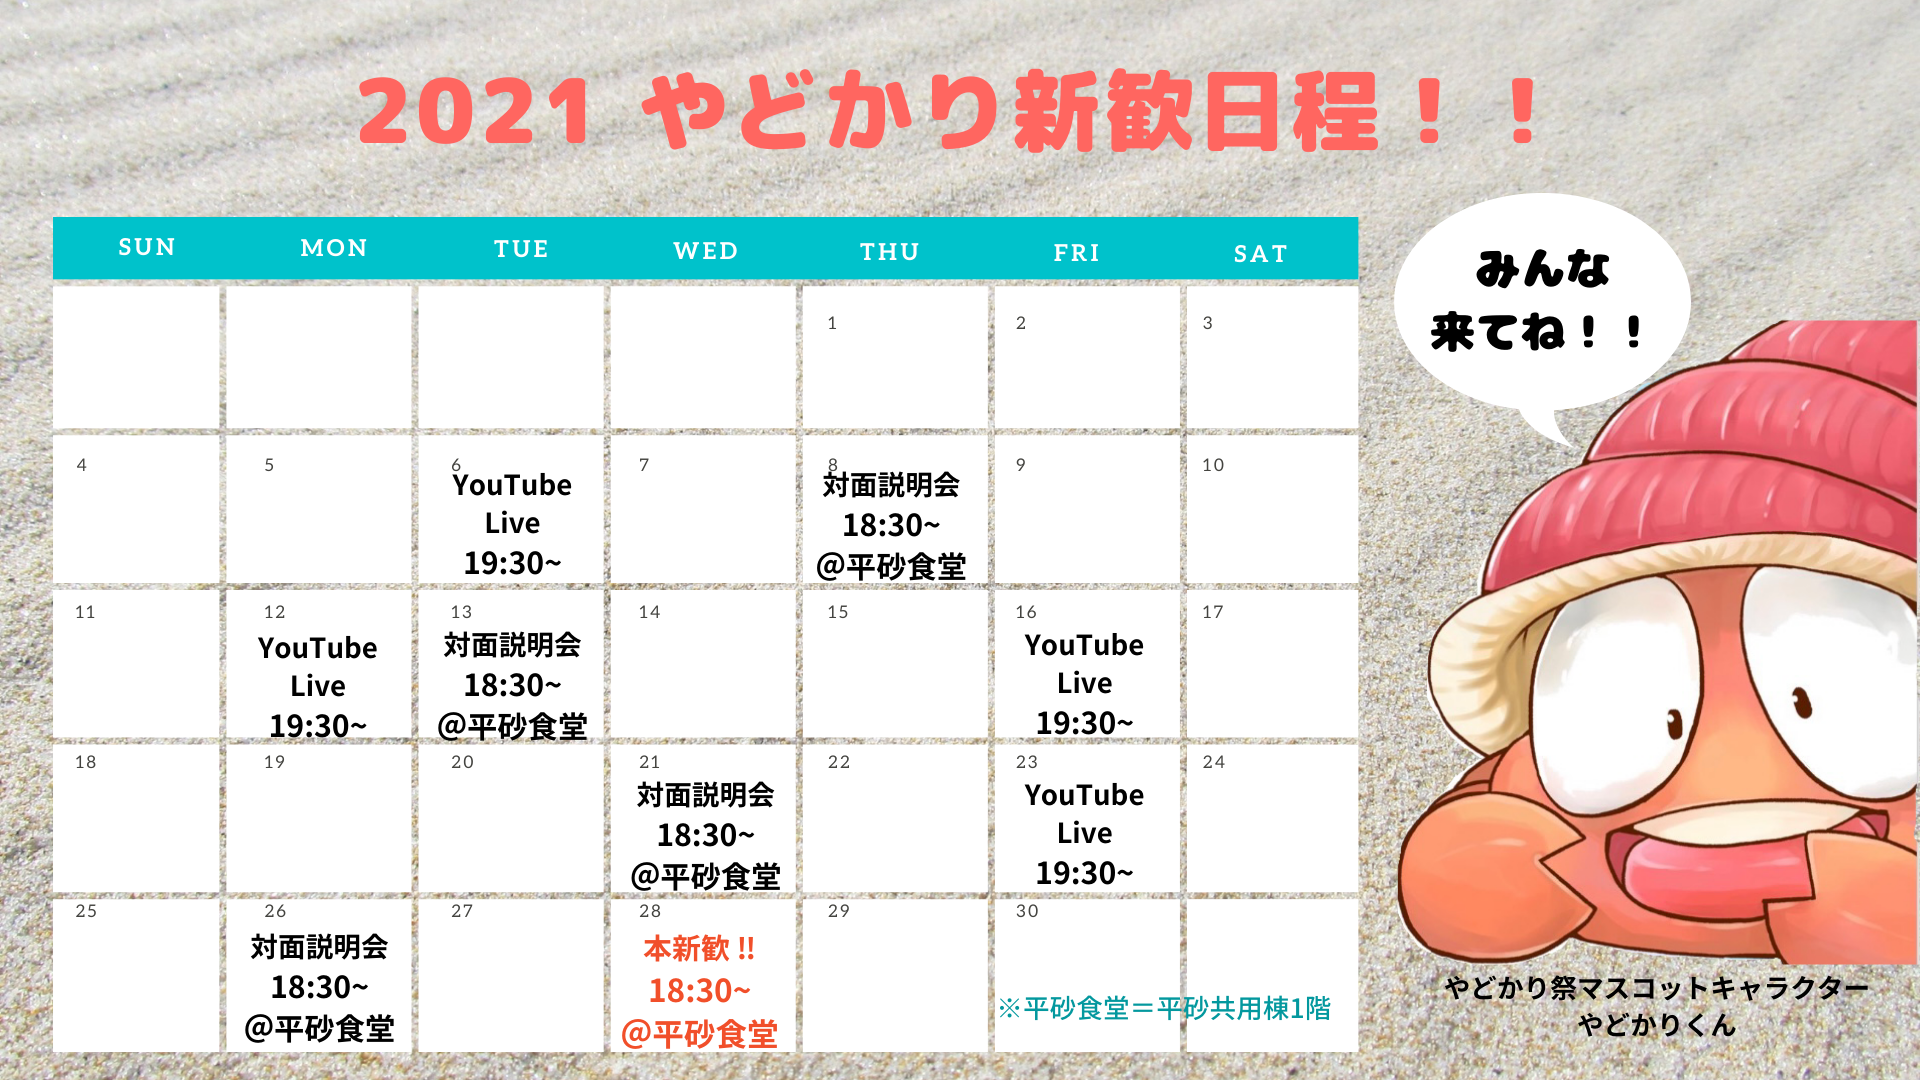 2021 やどかり新歓日程！！
みんな
来てね！！
SUN MON TUE WED THU FRI SAT
1 2 3
4 5 6 7 8 9 10
YouTube
Live
19:30~
対面説明会
18:30~
@平砂食堂
11 12 13 14 15 16 17
YouTube
Live
19:30~
対面説明会
18:30~
@平砂食堂
YouTube
Live
19:30~
18 19 20 21 22 23 24
対面説明会
18:30~
@平砂食堂
YouTube
Live
19:30~
25 26 27 28 29 30
対面説明会
18:30~
@平砂食堂
本新歓 !!
18:30~
@平砂食堂
※平砂食堂＝平砂共用棟1階
やどかり祭マスコットキャラクター
やどかりくん